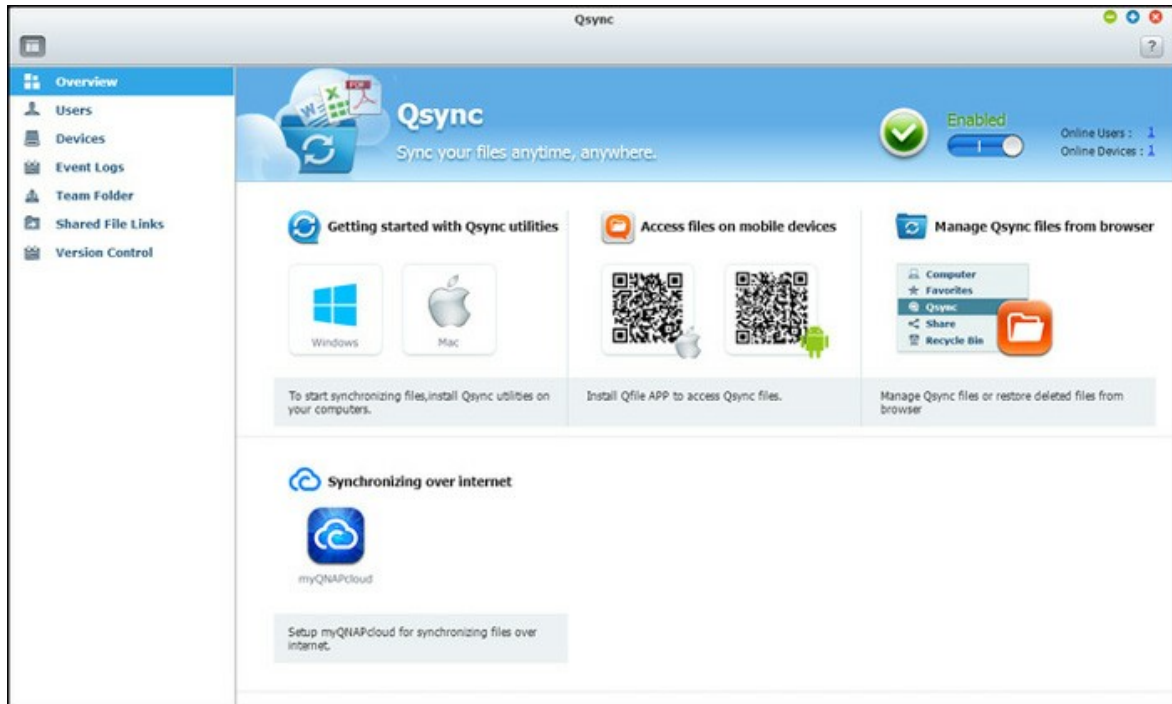 Qsync
?
Overview
Users
Devices
Event Logs
Team Folder
Shared File Links
Version Control
W X PDF
Qsync
Sync your files anytime, anywhere.
Enabled
Online Users : 1
Online Devices : 1
Getting started with Qsync utilities
Windows
Mac
To start synchronizing files,install Qsync utilities on
your computers.
Access files on mobile devices
Install Qfile APP to access Qsync files.
Manage Qsync files from browser
Computer
Favorites
Qsync
Share
Recycle Bin
Manage Qsync files or restore deleted files from
browser
Synchronizing over internet
myQNAPcloud
Setup myQNAPcloud for synchronizing files over
internet.